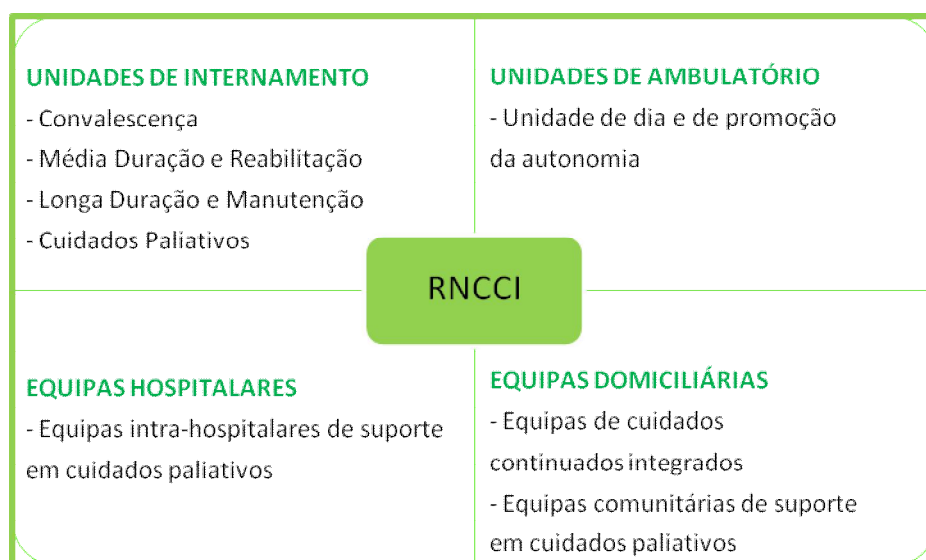 UNIDADES DE INTERNAMENTO
- Convalescença
- Média Duração e Reabilitação
- Longa Duração e Manutenção
- Cuidados Paliativos
UNIDADES DE AMBULATÓRIO
- Unidade de dia e de promoção
da autonomia
RNCCI
EQUIPAS HOSPITALARES
- Equipas intra-hospitalares de suporte
em cuidados paliativos
EQUIPAS DOMICILIÁRIAS
- Equipas de cuidados
continuados integrados
- Equipas comunitárias de suporte
em cuidados paliativos